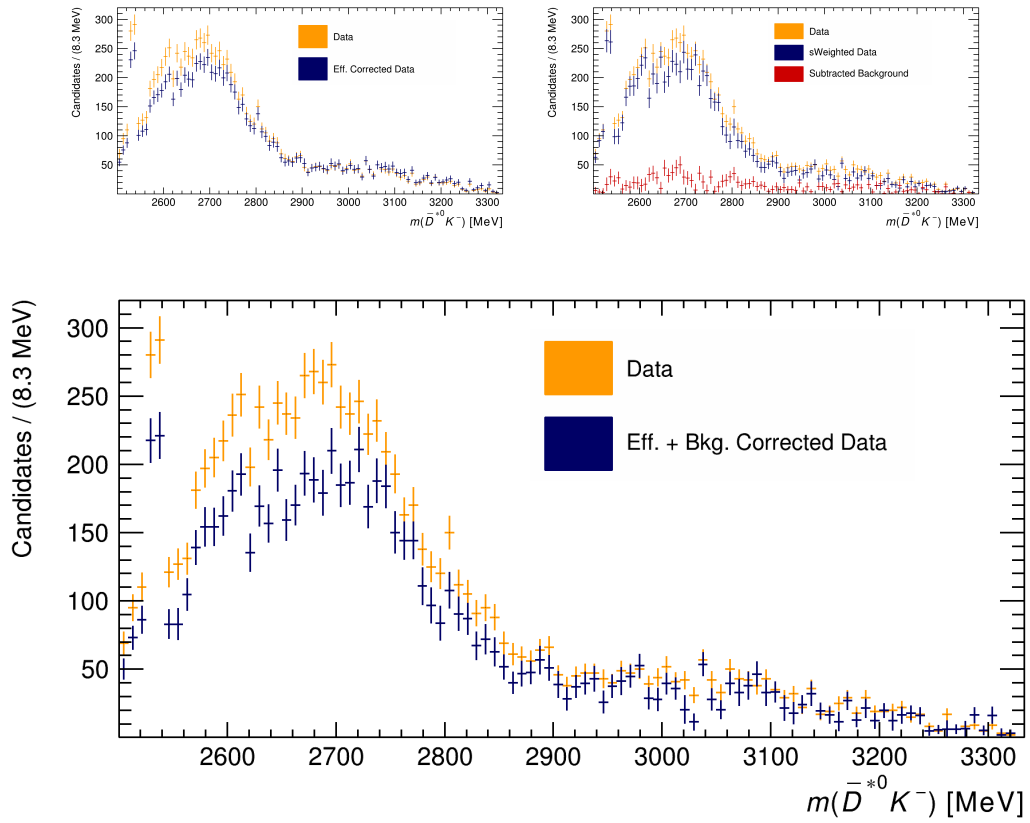 Candidates / (8.3 MeV)
300
250
200
150
100
50
Data
Eff. Corrected Data
2600 2700 2800 2900 3000 3100 3200 3300
m(D̄*⁰K⁻) [MeV]
Candidates / (8.3 MeV)
300
250
200
150
100
50
Data
sWeighted Data
Subtracted Background
2600 2700 2800 2900 3000 3100 3200 3300
m(D̄*⁰K⁻) [MeV]
Candidates / (8.3 MeV)
300
250
200
150
100
50
Data
Eff. + Bkg. Corrected Data
2600 2700 2800 2900 3000 3100 3200 3300
m(D̄*⁰K⁻) [MeV]